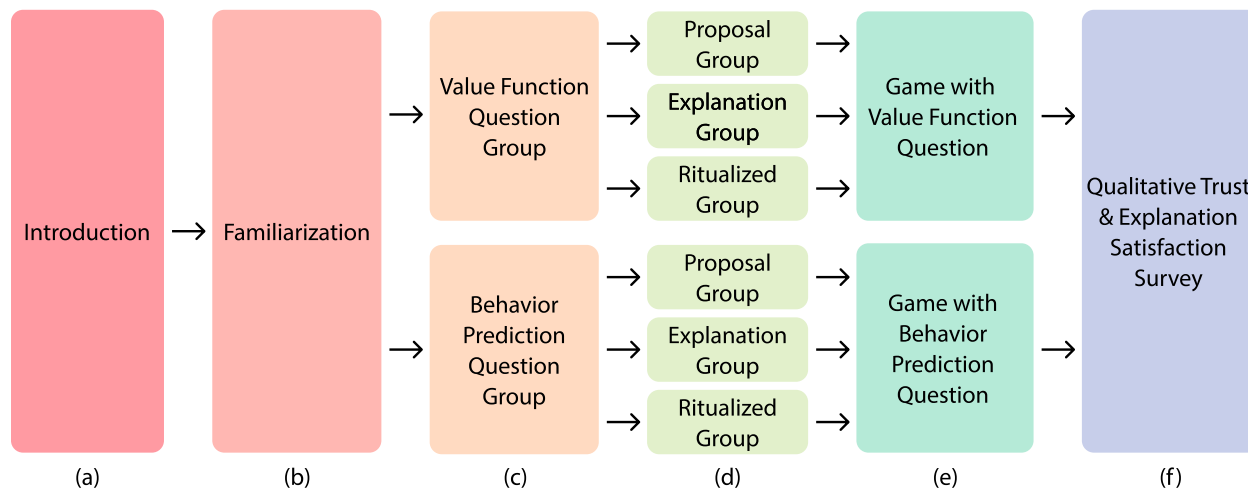 Introduction
Familiarization
Value Function
Question
Group
Behavior
Prediction
Question
Group
Proposal
Group
Explanation
Group
Ritualized
Group
Proposal
Group
Explanation
Group
Ritualized
Group
Game with
Value Function
Question
Game with
Behavior
Prediction
Question
Qualitative Trust
& Explanation
Satisfaction
Survey
(a)
(b)
(c)
(d)
(e)
(f)